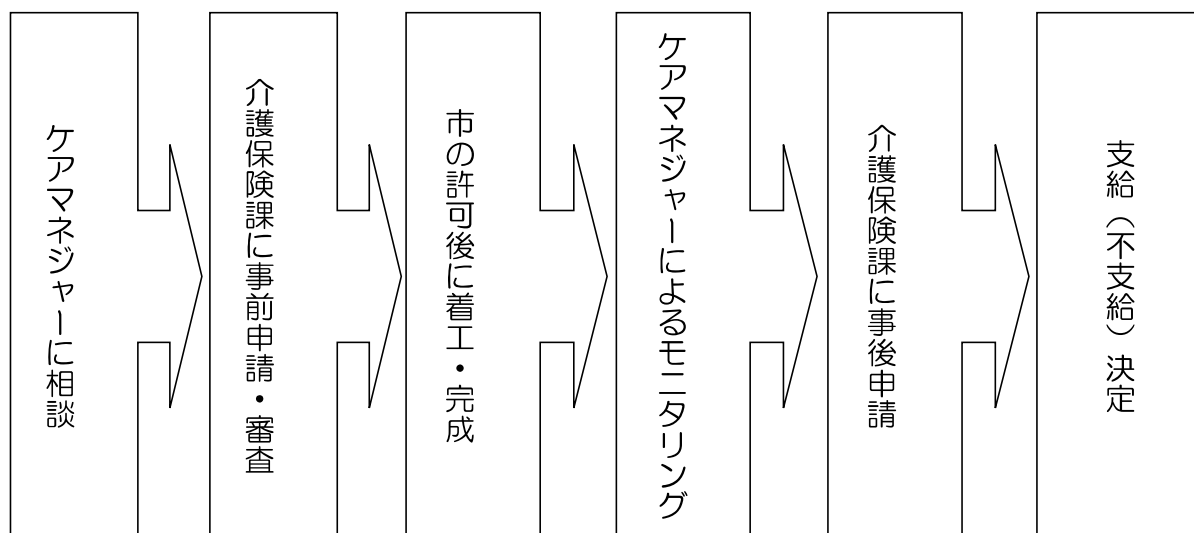 ケアマネジャーに相談
介護保険課に事前申請・審査
市の許可後に着工・完成
ケアマネジャーによるモニタリング
介護保険課に事後申請
支給（不支給）決定